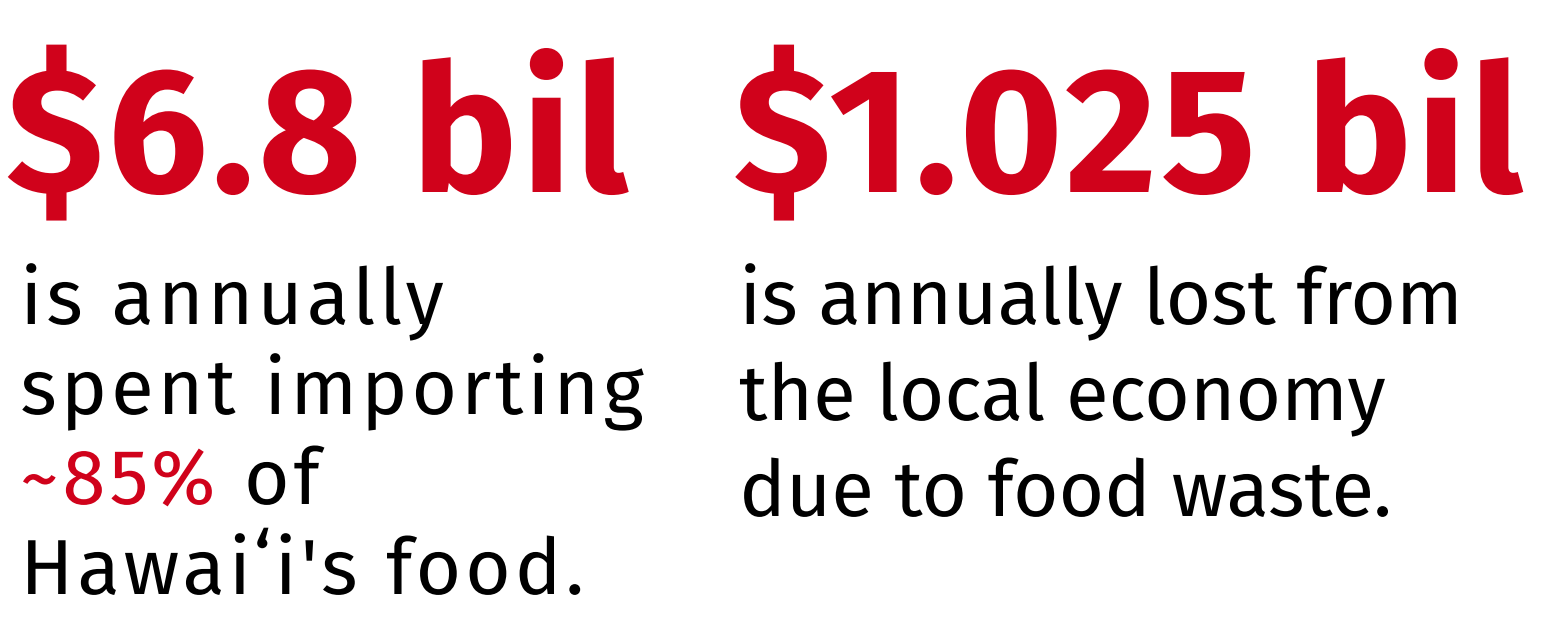 $6.8 bil
is annually
spent importing
~85% of
Hawaiʻi's food.
$1.025 bil
is annually lost from
the local economy
due to food waste.